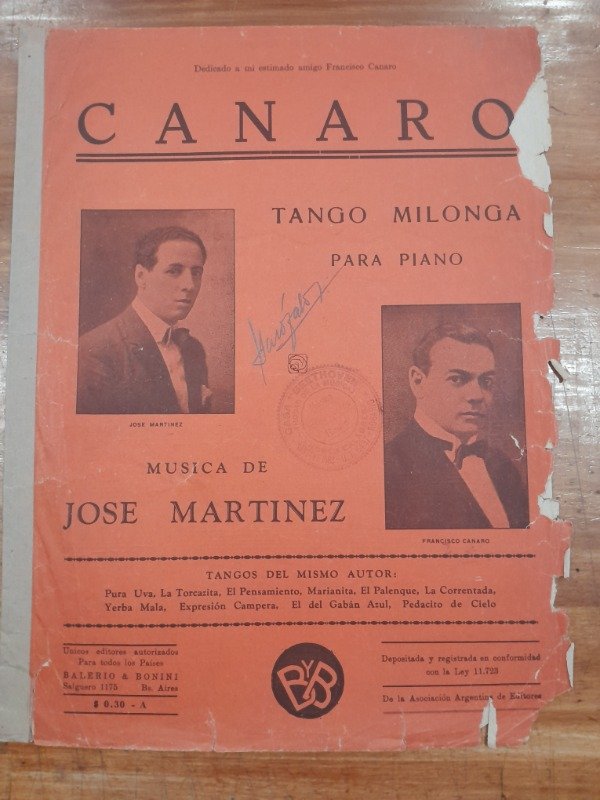 Dedicado a mi estimado amigo Francisco Canaro
CANARO
TANGO MILONGA
PARA PIANO
JOSE MARTINEZ
FRANCISCO CANARO
MUSICA DE
JOSE MARTINEZ
TANGOS DEL MISMO AUTOR:
Pura Uva, La Torcazita, El Pensamiento, Marianita, El Palenque, La Correntada,
Yerba Mala, Expresión Campera, El del Gabán Azul, Pedacito de Cielo
Unicos editores autorizados
Para todos los Países
BALERIO & BONINI
Salguero 1175 Bs. Aires
$ 0.30 - A
B Y B
Depositada y registrada en conformidad
con la Ley 11.723
De la Asociación Argentina de Editores